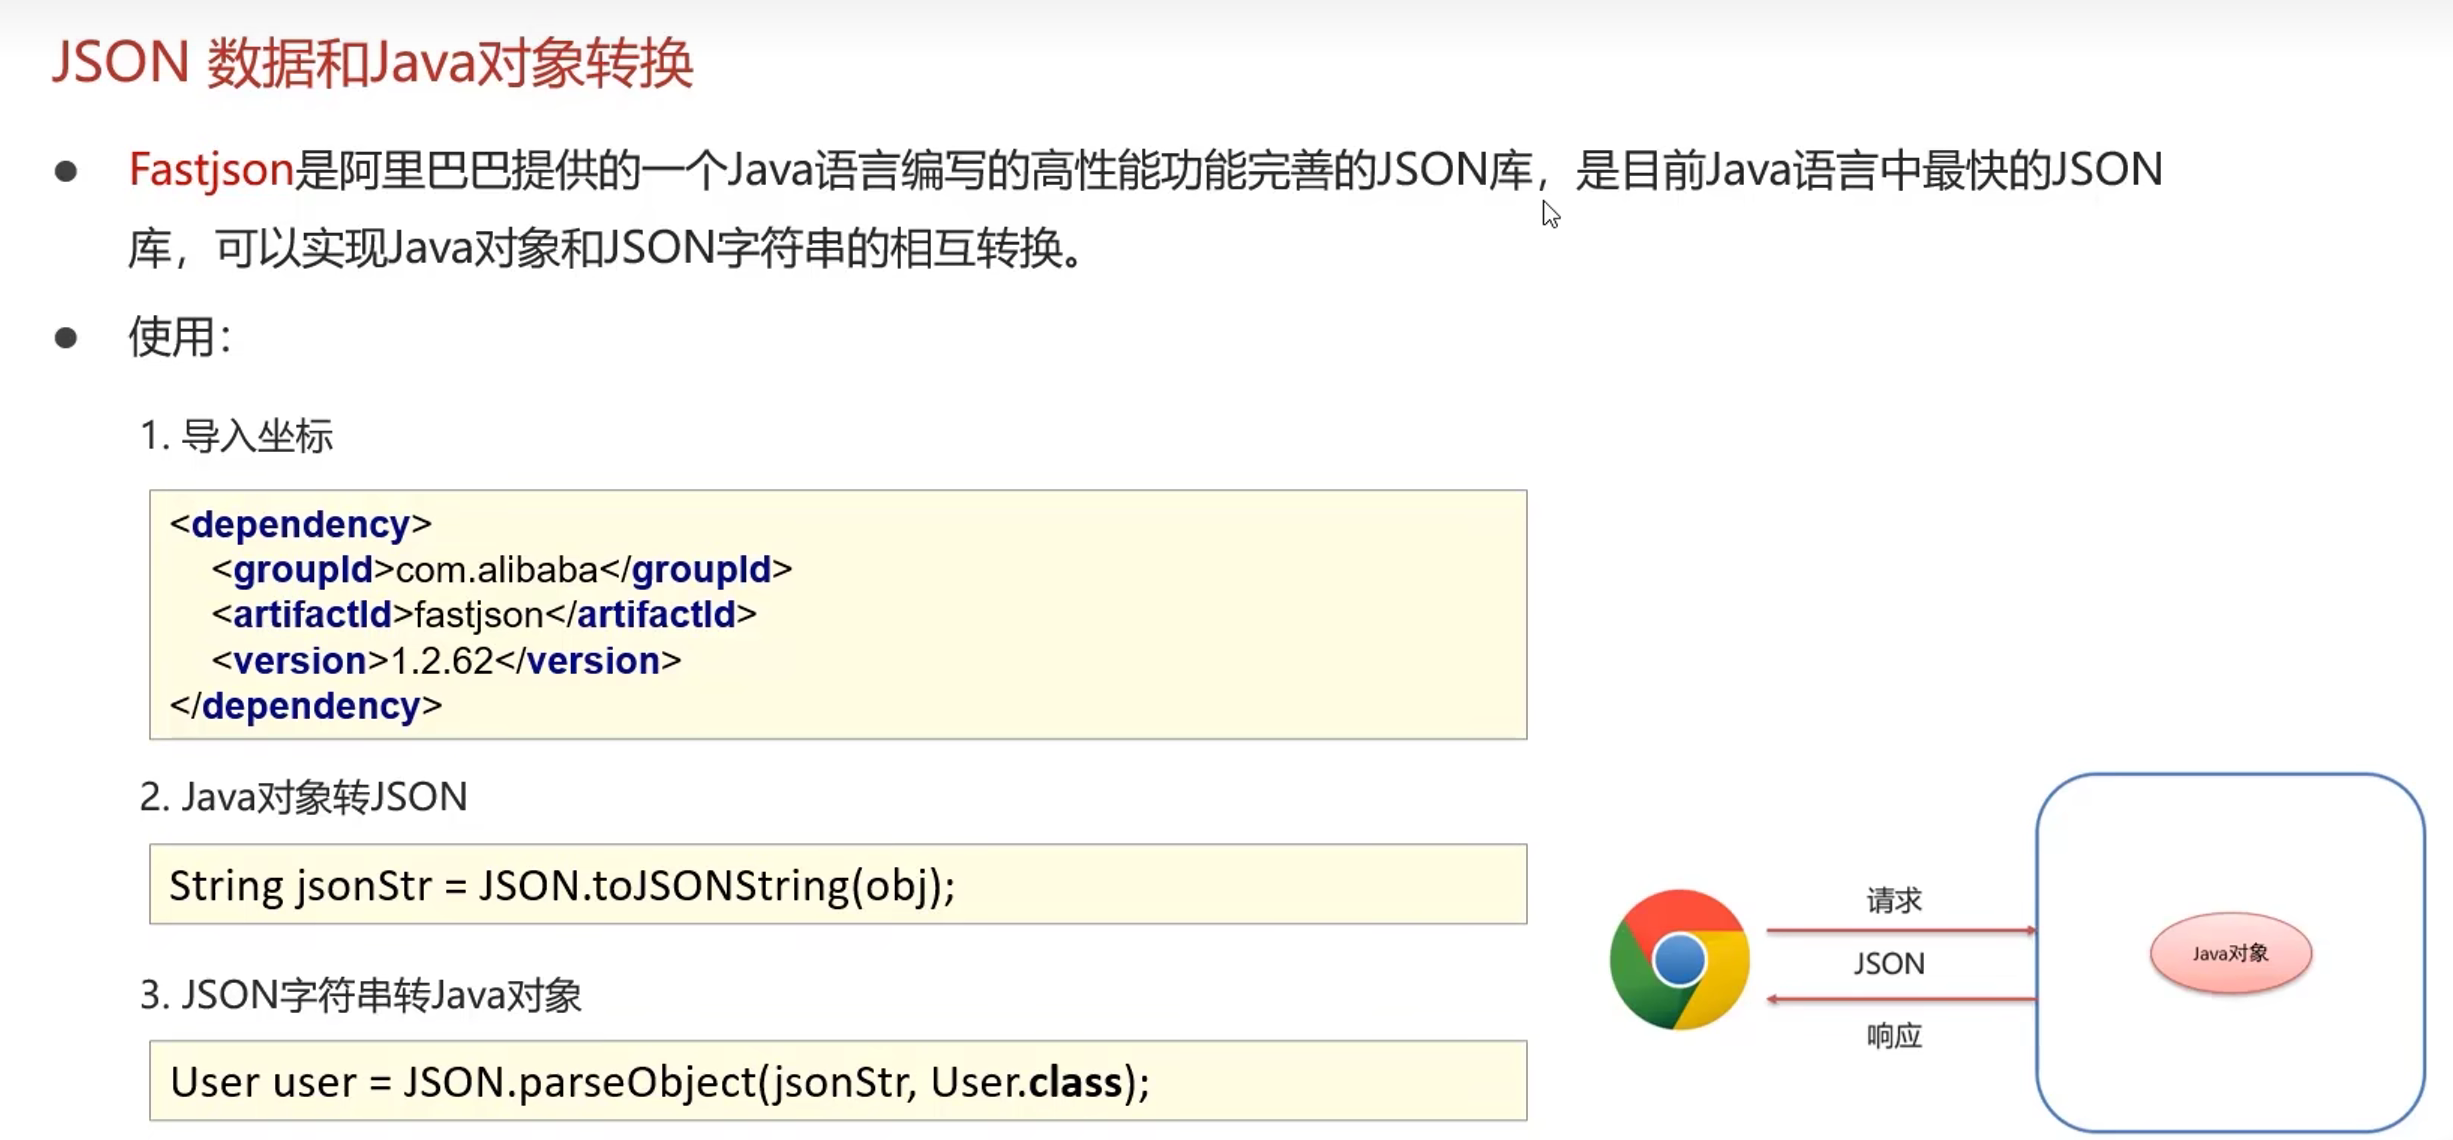 JSON 数据和Java对象转换
● Fastjson是阿里巴巴提供的一个Java语言编写的高性能功能完善的JSON库，是目前Java语言中最快的JSON
库，可以实现Java对象和JSON字符串的相互转换。
● 使用：
1. 导入坐标
<dependency>
    <groupId>com.alibaba</groupId>
    <artifactId>fastjson</artifactId>
    <version>1.2.62</version>
</dependency>
2. Java对象转JSON
String jsonStr = JSON.toJSONString(obj);
3. JSON字符串转Java对象
User user = JSON.parseObject(jsonStr, User.class);
请求
JSON
响应
Java对象